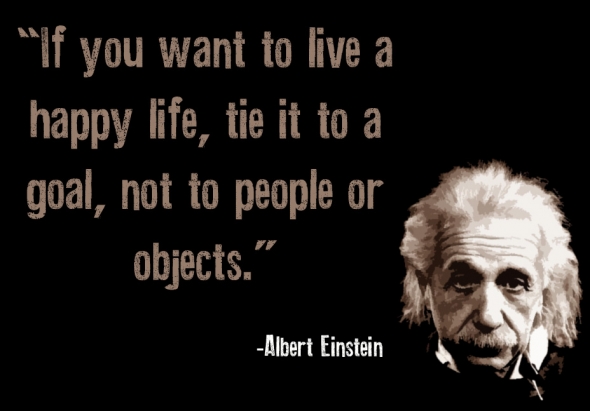 “If you want to live a
happy life, tie it to a
goal, not to people or
objects.”
-Albert Einstein